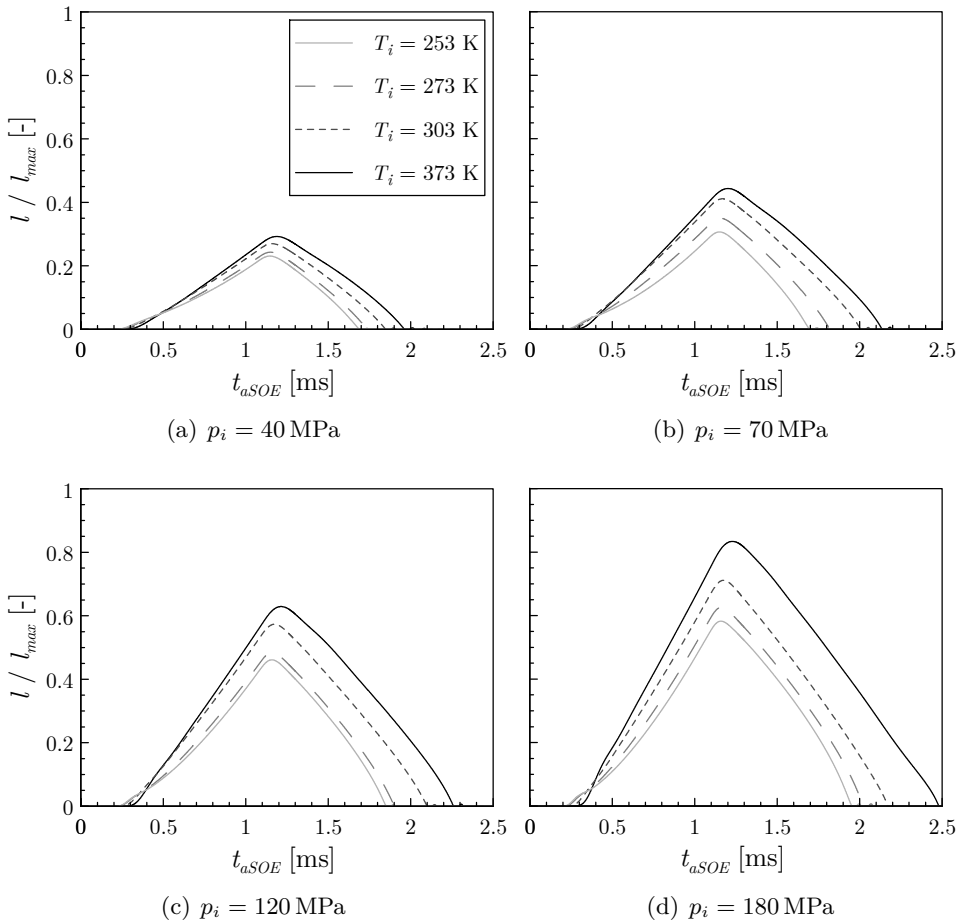 1
0.8
0.6
0.4
0.2
0
l / l_max [-]
T_i = 253 K
T_i = 273 K
T_i = 303 K
T_i = 373 K
0 0.5 1 1.5 2 2.5
t_aSOE [ms]
(a) p_i = 40 MPa
0 0.5 1 1.5 2 2.5
t_aSOE [ms]
(b) p_i = 70 MPa
1
0.8
0.6
0.4
0.2
0
l / l_max [-]
0 0.5 1 1.5 2 2.5
t_aSOE [ms]
(c) p_i = 120 MPa
0 0.5 1 1.5 2 2.5
t_aSOE [ms]
(d) p_i = 180 MPa